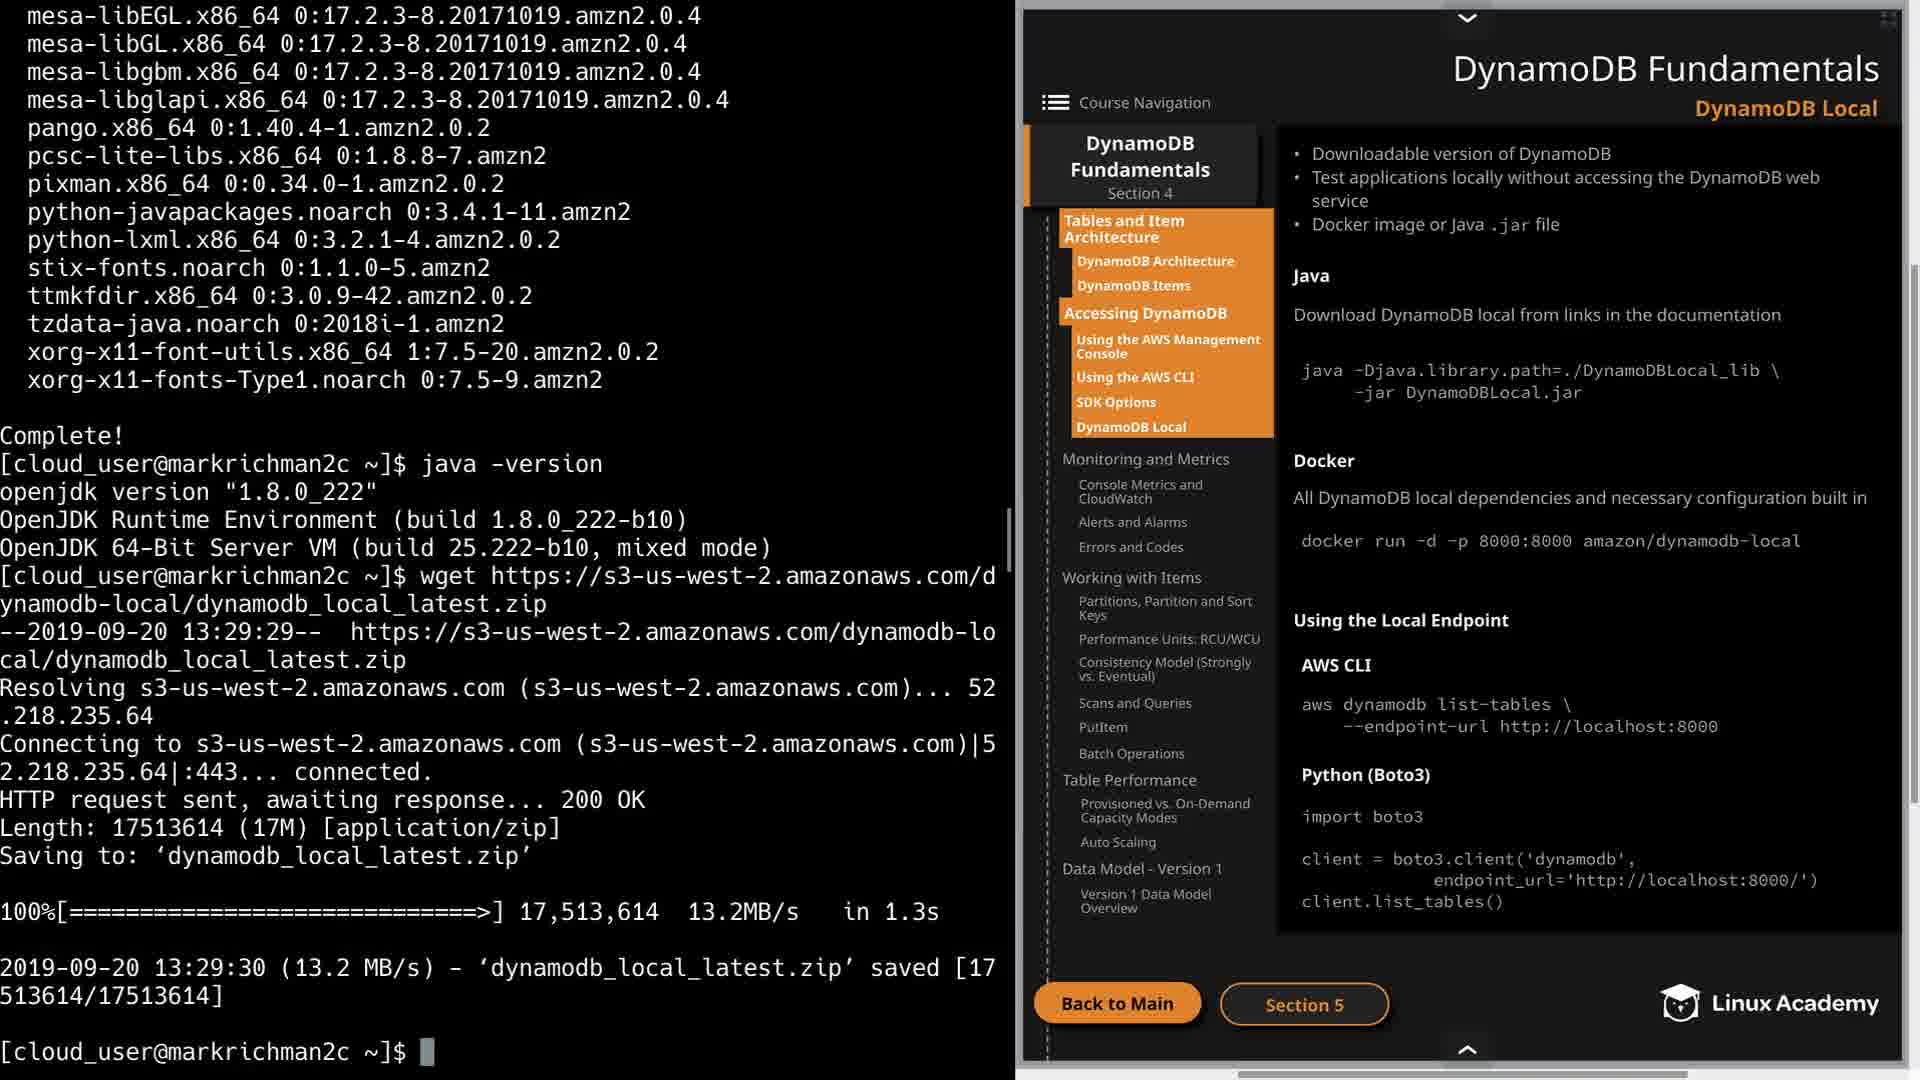 mesa-libEGL.x86_64 0:17.2.3-8.20171019.amzn2.0.4
mesa-libGL.x86_64 0:17.2.3-8.20171019.amzn2.0.4
mesa-libgbm.x86_64 0:17.2.3-8.20171019.amzn2.0.4
mesa-libglapi.x86_64 0:17.2.3-8.20171019.amzn2.0.4
pango.x86_64 0:1.40.4-1.amzn2.0.2
pcsc-lite-libs.x86_64 0:1.8.8-7.amzn2
pixman.x86_64 0:0.34.0-1.amzn2.0.2
python-javapackages.noarch 0:3.4.1-11.amzn2
python-lxml.x86_64 0:3.2.1-4.amzn2.0.2
stix-fonts.noarch 0:1.1.0-5.amzn2
ttmkfdir.x86_64 0:3.0.9-42.amzn2.0.2
tzdata-java.noarch 0:2018i-1.amzn2
xorg-x11-font-utils.x86_64 1:7.5-20.amzn2.0.2
xorg-x11-fonts-Type1.noarch 0:7.5-9.amzn2
Complete!
[cloud_user@markrichman2c ~]$ java -version
openjdk version "1.8.0_222"
OpenJDK Runtime Environment (build 1.8.0_222-b10)
OpenJDK 64-Bit Server VM (build 25.222-b10, mixed mode)
[cloud_user@markrichman2c ~]$ wget https://s3-us-west-2.amazonaws.com/d
ynamodb-local/dynamodb_local_latest.zip
--2019-09-20 13:29:29--  https://s3-us-west-2.amazonaws.com/dynamodb-lo
cal/dynamodb_local_latest.zip
Resolving s3-us-west-2.amazonaws.com (s3-us-west-2.amazonaws.com)... 52
.218.235.64
Connecting to s3-us-west-2.amazonaws.com (s3-us-west-2.amazonaws.com)|5
2.218.235.64|:443... connected.
HTTP request sent, awaiting response... 200 OK
Length: 17513614 (17M) [application/zip]
Saving to: ‘dynamodb_local_latest.zip’
100%[=============================>] 17,513,614  13.2MB/s   in 1.3s
2019-09-20 13:29:30 (13.2 MB/s) - ‘dynamodb_local_latest.zip’ saved [17
513614/17513614]
[cloud_user@markrichman2c ~]$
DynamoDB Fundamentals
DynamoDB Local
Course Navigation
DynamoDB
Fundamentals
Section 4
Tables and Item
Architecture
DynamoDB Architecture
DynamoDB Items
Accessing DynamoDB
Using the AWS Management
Console
Using the AWS CLI
SDK Options
DynamoDB Local
Monitoring and Metrics
Console Metrics and
CloudWatch
Alerts and Alarms
Errors and Codes
Working with Items
Partitions, Partition and Sort
Keys
Performance Units: RCU/WCU
Consistency Model (Strongly
vs. Eventual)
Scans and Queries
PutItem
Batch Operations
Table Performance
Provisioned vs. On-Demand
Capacity Modes
Auto Scaling
Data Model - Version 1
Version 1 Data Model
Overview
• Downloadable version of DynamoDB
• Test applications locally without accessing the DynamoDB web
service
• Docker image or Java .jar file
Java
Download DynamoDB local from links in the documentation
java -Djava.library.path=./DynamoDBLocal_lib \
-jar DynamoDBLocal.jar
Docker
All DynamoDB local dependencies and necessary configuration built in
docker run -d -p 8000:8000 amazon/dynamodb-local
Using the Local Endpoint
AWS CLI
aws dynamodb list-tables \
--endpoint-url http://localhost:8000
Python (Boto3)
import boto3
client = boto3.client('dynamodb',
endpoint_url='http://localhost:8000/')
client.list_tables()
Back to Main
Section 5
Linux Academy